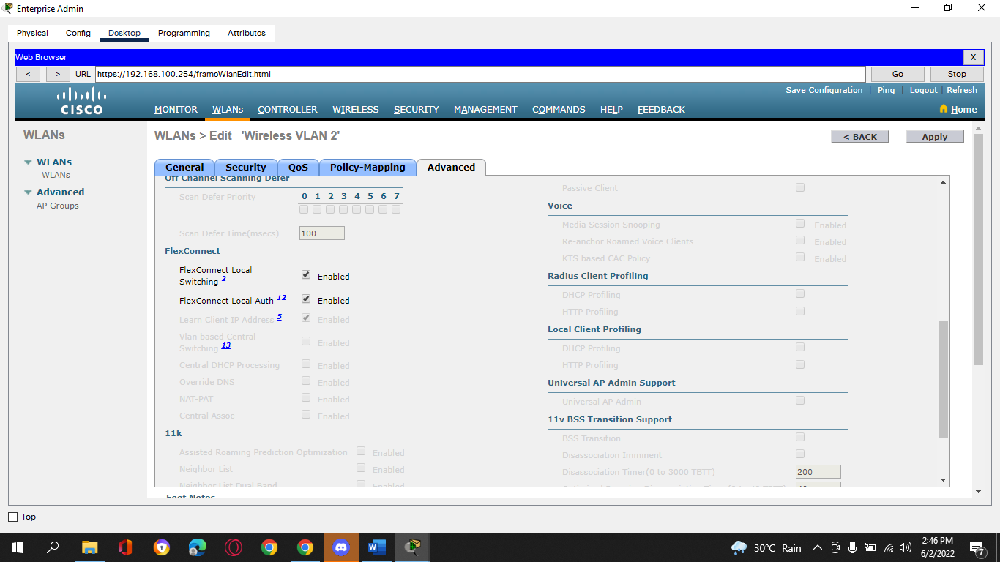 Enterprise Admin
Physical Config Desktop Programming Attributes
Web Browser X
< > URL https://192.168.100.254/frameWlanEdit.html Go Stop
Save Configuration | Ping | Logout | Refresh
CISCO
MONITOR WLANs CONTROLLER WIRELESS SECURITY MANAGEMENT COMMANDS HELP FEEDBACK Home
WLANs
WLANs
WLANs
Advanced
AP Groups
WLANs > Edit 'Wireless VLAN 2' < BACK Apply
General Security QoS Policy-Mapping Advanced
Off Channel Scanning Defer
Scan Defer Priority 0 1 2 3 4 5 6 7
Scan Defer Time(msecs) 100
FlexConnect
FlexConnect Local
Switching 2 Enabled
FlexConnect Local Auth 12 Enabled
Learn Client IP Address 5 Enabled
Vlan based Central
Switching 13 Enabled
Central DHCP Processing Enabled
Override DNS Enabled
NAT-PAT Enabled
Central Assoc Enabled
11k
Assisted Roaming Prediction Optimization Enabled
Neighbor List Enabled
Neighbor List Dual Band Enabled
Passive Client
Voice
Media Session Snooping Enabled
Re-anchor Roamed Voice Clients Enabled
KTS based CAC Policy Enabled
Radius Client Profiling
DHCP Profiling
HTTP Profiling
Local Client Profiling
DHCP Profiling
HTTP Profiling
Universal AP Admin Support
Universal AP Admin
11v BSS Transition Support
BSS Transition
Disassociation Imminent
Disassociation Timer(0 to 3000 TBTT) 200
Foot Notes
Top
30°C Rain
2:46 PM
6/2/2022
7